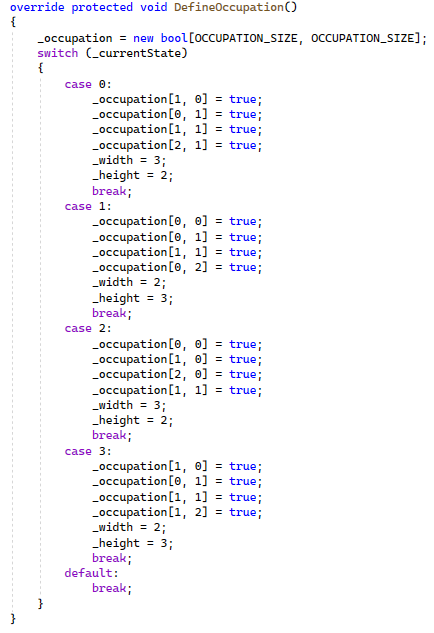 override protected void DefineOccupation()
{
    _occupation = new bool[OCCUPATION_SIZE, OCCUPATION_SIZE];
    switch (_currentState)
    {
        case 0:
            _occupation[1, 0] = true;
            _occupation[0, 1] = true;
            _occupation[1, 1] = true;
            _occupation[2, 1] = true;
            _width = 3;
            _height = 2;
            break;
        case 1:
            _occupation[0, 0] = true;
            _occupation[0, 1] = true;
            _occupation[1, 1] = true;
            _occupation[0, 2] = true;
            _width = 2;
            _height = 3;
            break;
        case 2:
            _occupation[0, 0] = true;
            _occupation[1, 0] = true;
            _occupation[2, 0] = true;
            _occupation[1, 1] = true;
            _width = 3;
            _height = 2;
            break;
        case 3:
            _occupation[1, 0] = true;
            _occupation[0, 1] = true;
            _occupation[1, 1] = true;
            _occupation[1, 2] = true;
            _width = 2;
            _height = 3;
            break;
        default:
            break;
    }
}